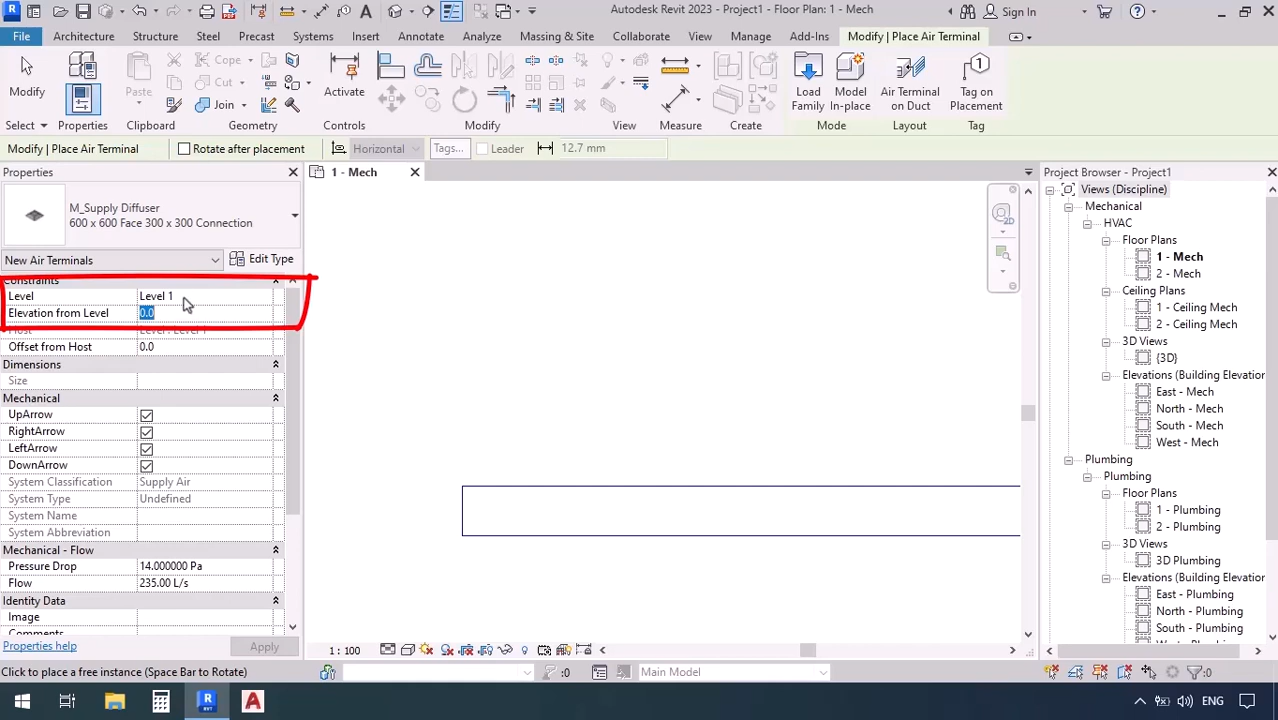 Autodesk Revit 2023 - Project1 - Floor Plan: 1 - Mech
Sign In
File
Architecture
Structure
Steel
Precast
Systems
Insert
Annotate
Analyze
Massing & Site
Collaborate
View
Manage
Add-Ins
Modify | Place Air Terminal
Modify
Paste
Cope
Cut
Join
Activate
Load
Family
Model
In-place
Air Terminal
on Duct
Tag on
Placement
Select
Properties
Clipboard
Geometry
Controls
Modify
View
Measure
Create
Mode
Layout
Tag
Modify | Place Air Terminal
Rotate after placement
Horizontal
Tags...
Leader
12.7 mm
Properties
M_Supply Diffuser
600 x 600 Face 300 x 300 Connection
New Air Terminals
Edit Type
Constraints
Level Level 1
Elevation from Level 0.0
Host Level : Level 1
Offset from Host 0.0
Dimensions
Size
Mechanical
UpArrow
RightArrow
LeftArrow
DownArrow
System Classification Supply Air
System Type Undefined
System Name
System Abbreviation
Mechanical - Flow
Pressure Drop 14.000000 Pa
Flow 235.00 L/s
Identity Data
Image
Comments
Properties help
Apply
1 - Mech
2D
1 : 100
Project Browser - Project1
Views (Discipline)
Mechanical
HVAC
Floor Plans
1 - Mech
2 - Mech
Ceiling Plans
1 - Ceiling Mech
2 - Ceiling Mech
3D Views
{3D}
Elevations (Building Elevation
East - Mech
North - Mech
South - Mech
West - Mech
Plumbing
Plumbing
Floor Plans
1 - Plumbing
2 - Plumbing
3D Views
3D Plumbing
Elevations (Building Elevation
East - Plumbing
North - Plumbing
South - Plumbing
Click to place a free instance (Space Bar to Rotate)
:0
Main Model
:0
ENG